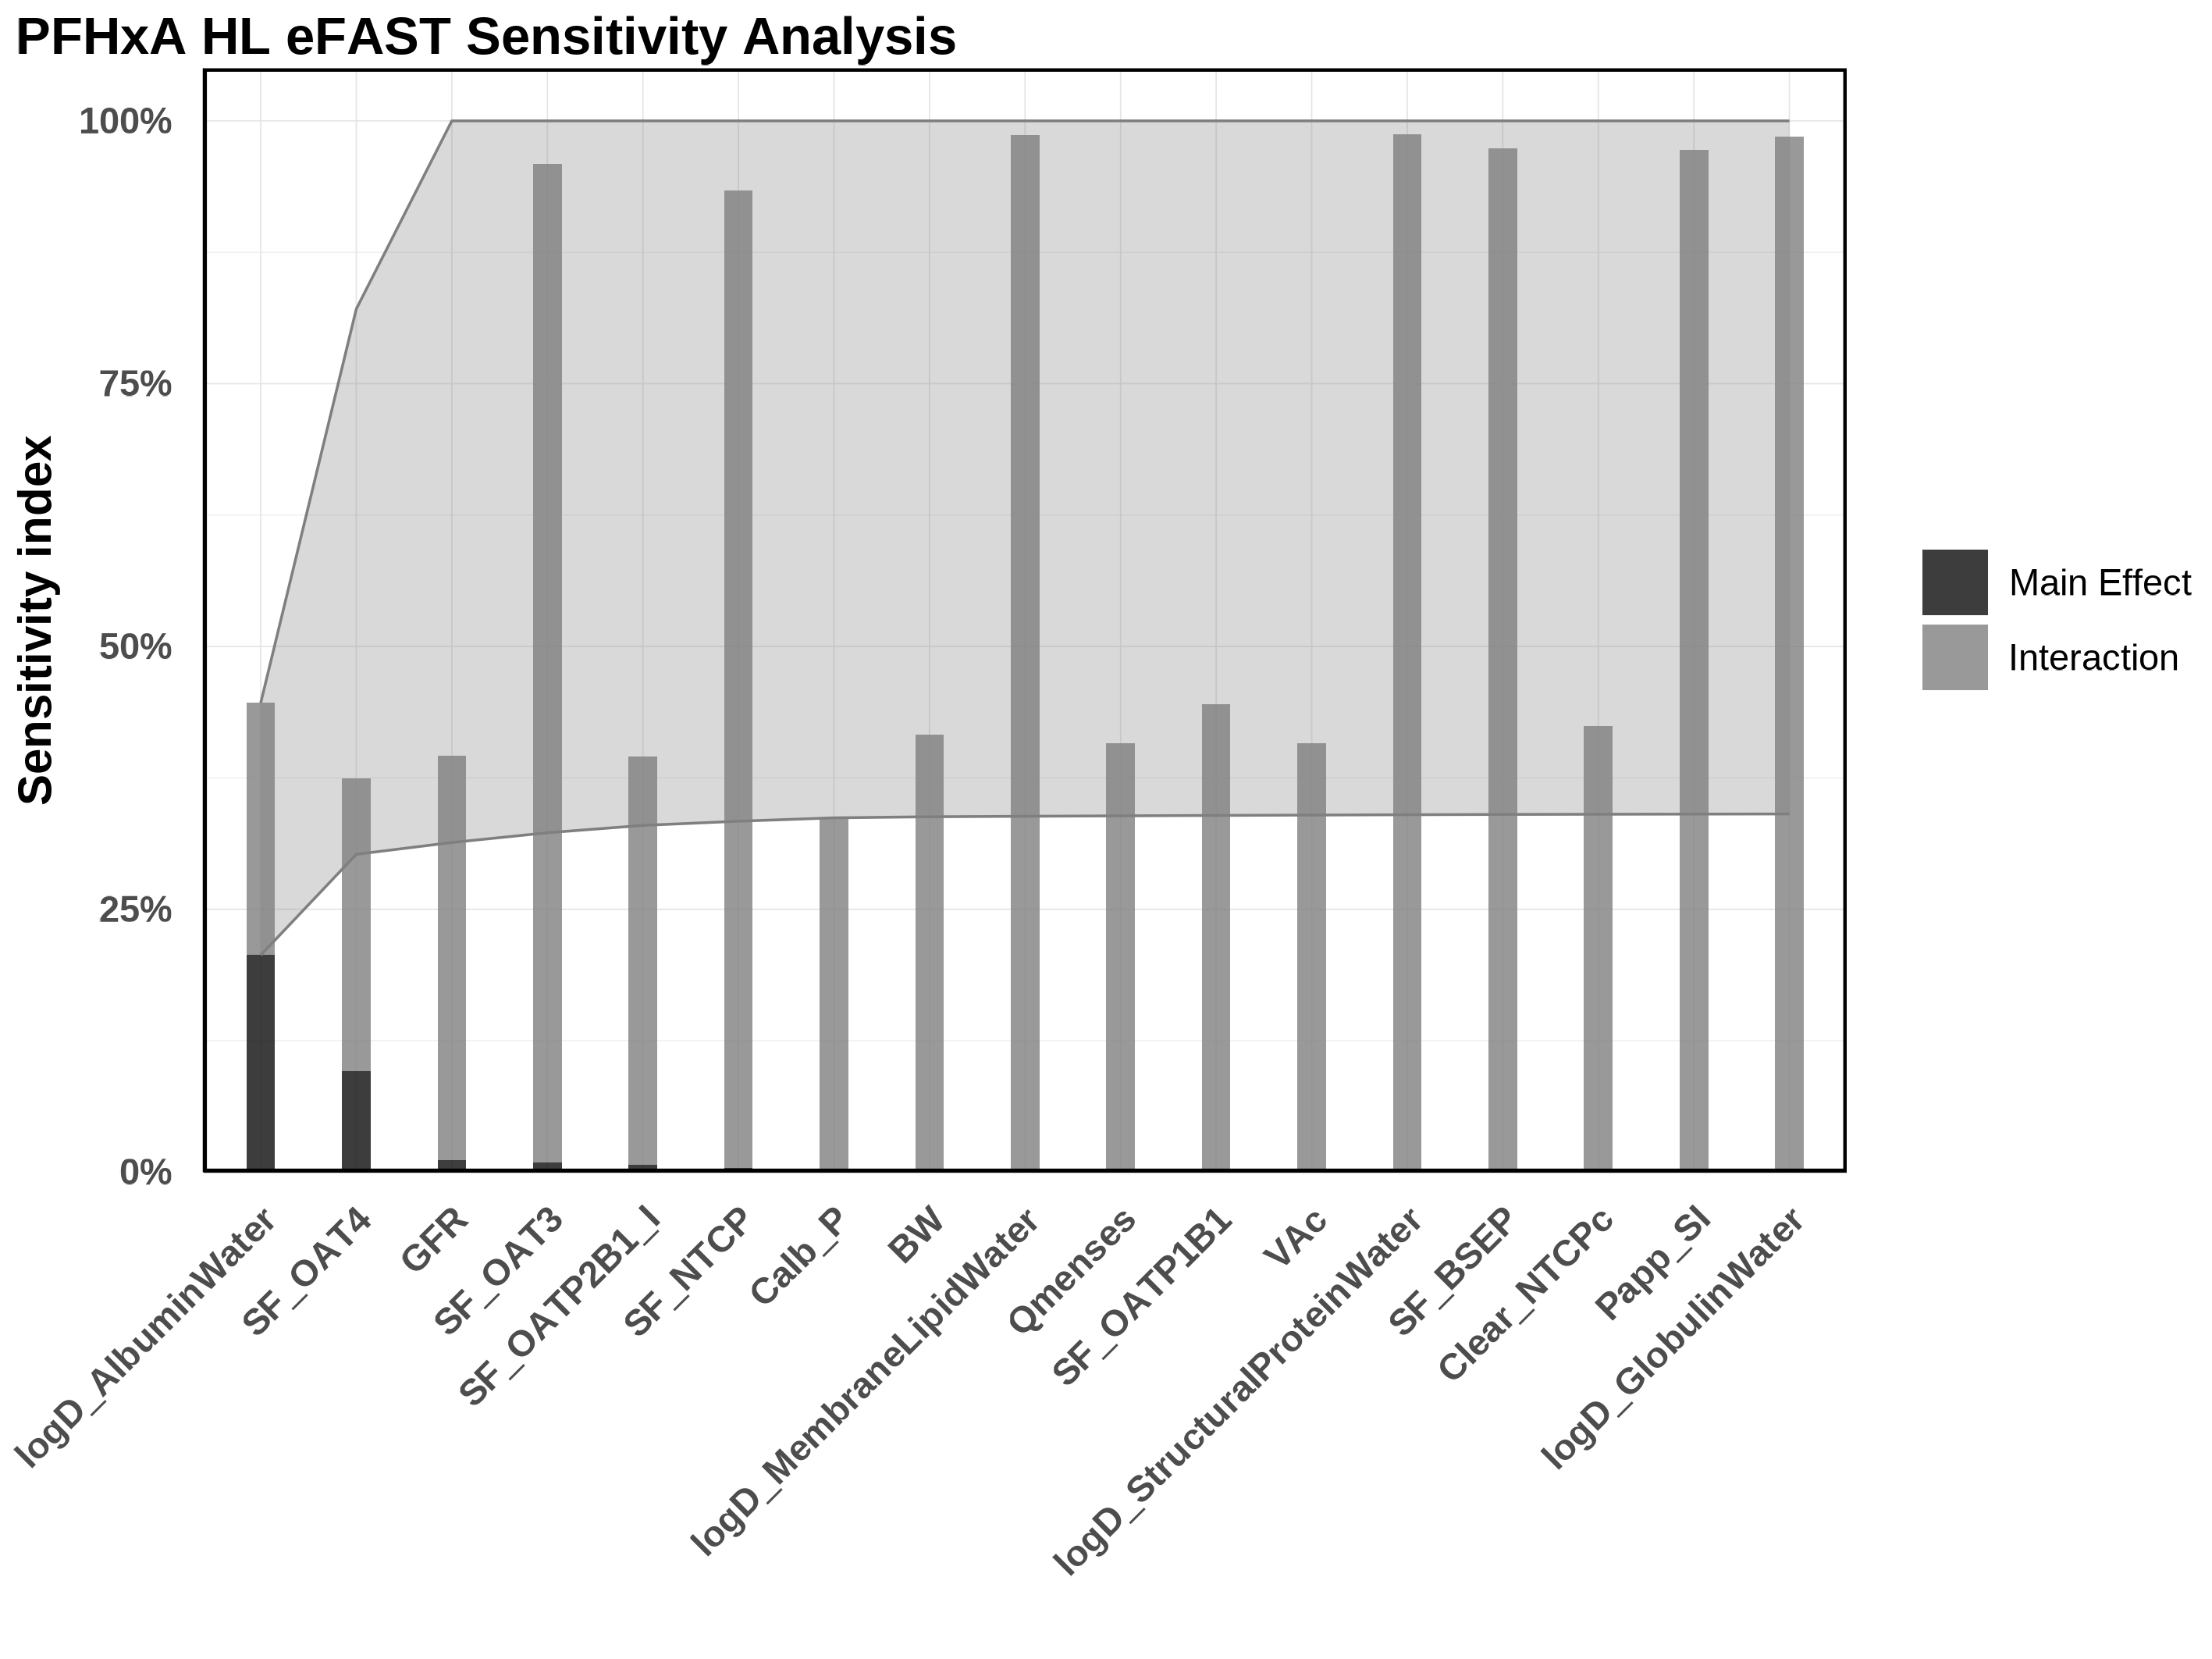 PFHxA HL eFAST Sensitivity Analysis
Sensitivity index
100%
75%
50%
25%
0%
logD_AlbuminWater
SF_OAT4
GFR
SF_OAT3
SF_OATP2B1_I
SF_NTCP
Calb_P
BW
logD_MembraneLipidWater
Qmenses
SF_OATP1B1
VAc
logD_StructuralProteinWater
SF_BSEP
Clear_NTCPc
Papp_SI
logD_GlobulinWater
Main Effect
Interaction